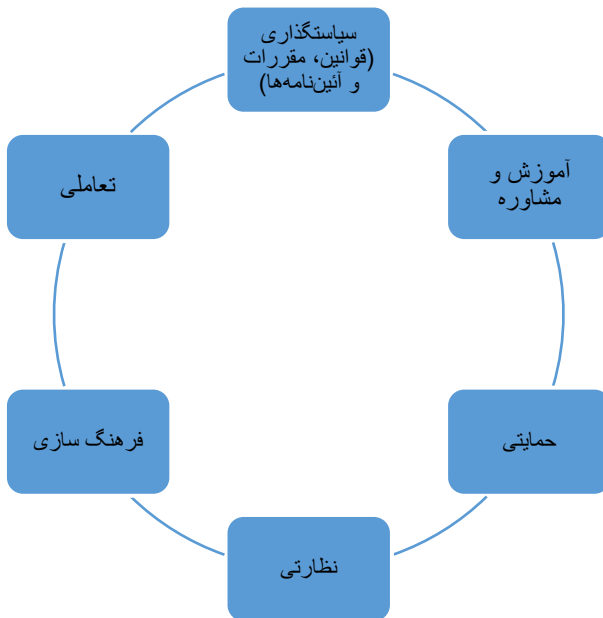 سیاستگذاری
(قوانین، مقررات
و آئین‌نامه‌ها)
آموزش و
مشاوره
حمایتی
نظارتی
فرهنگ سازی
تعاملی